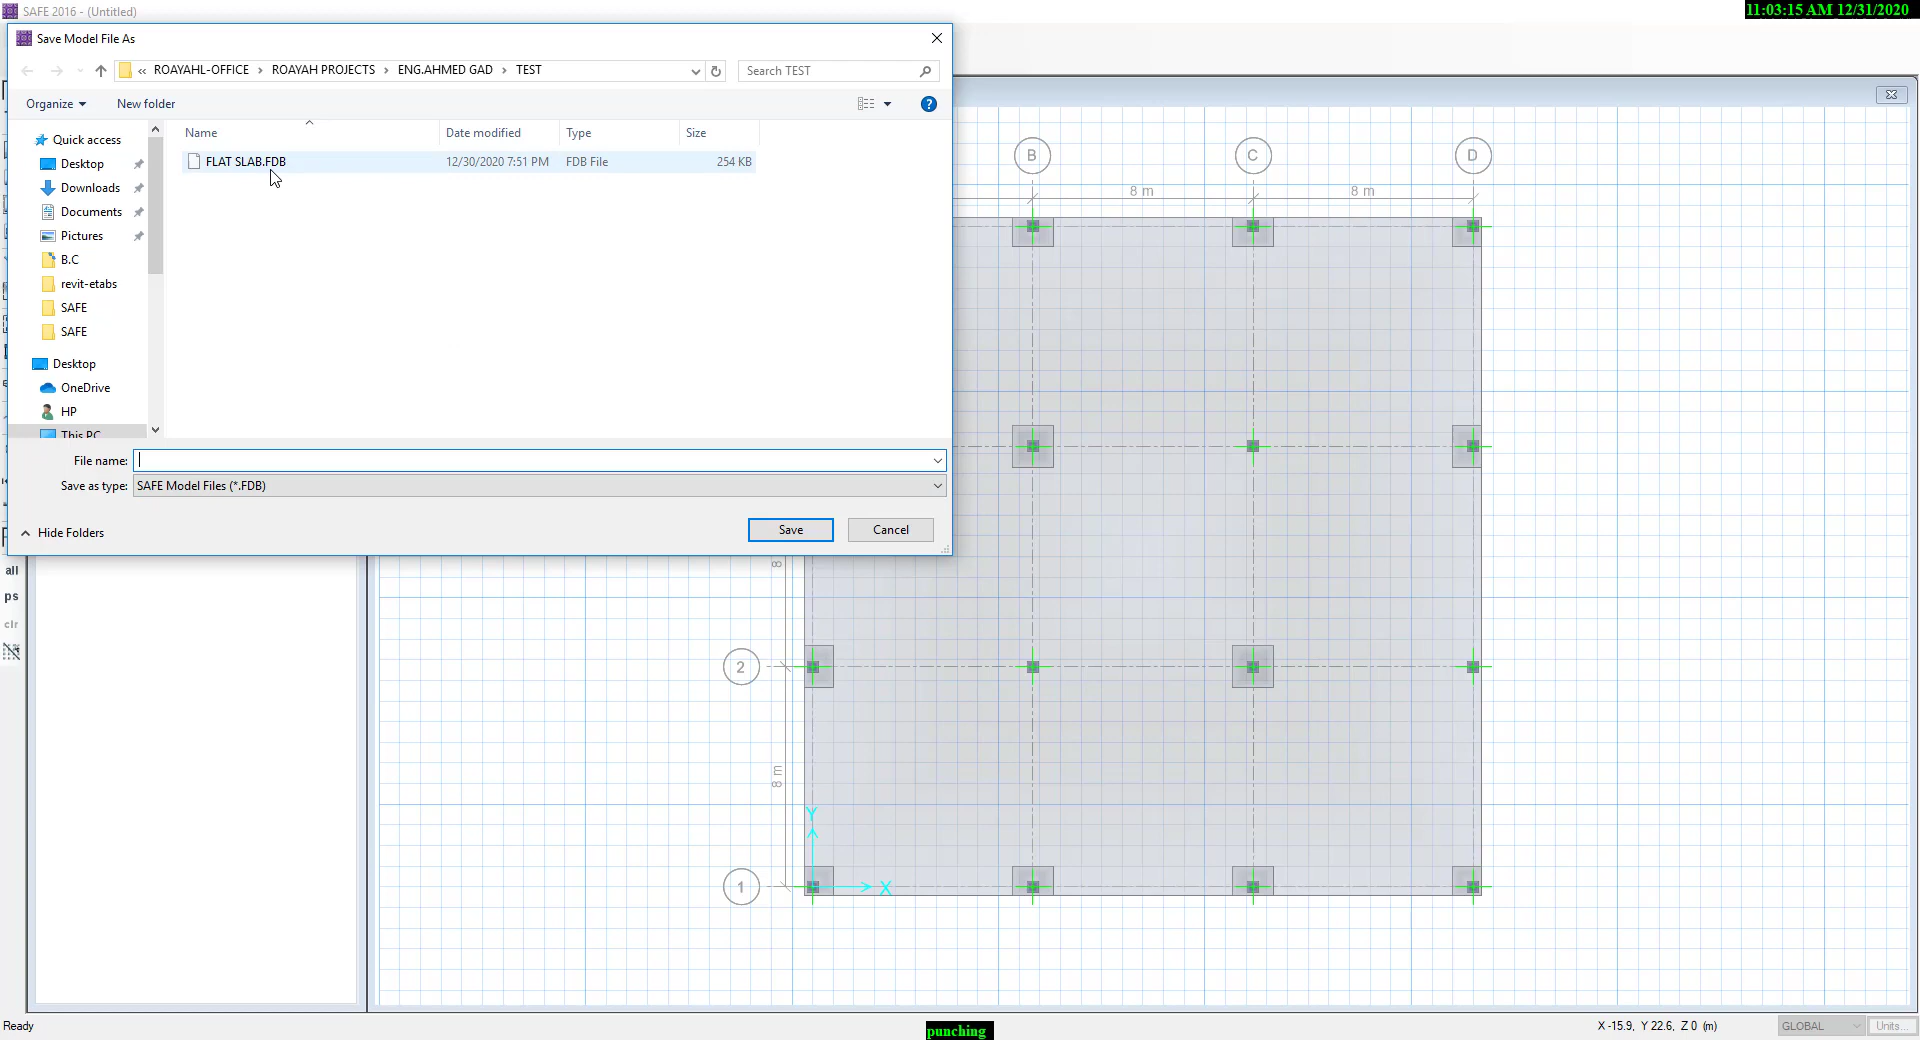 SAFE 2016 - (Untitled)
11:03:15 AM 12/31/2020
Save Model File As
« ROAYAHL-OFFICE > ROAYAH PROJECTS > ENG.AHMED GAD > TEST
Search TEST
Organize
New folder
?
Quick access
Desktop
Downloads
Documents
Pictures
B.C
revit-etabs
SAFE
SAFE
Desktop
OneDrive
HP
This PC
Name Date modified Type Size
FLAT SLAB.FDB 12/30/2020 7:51 PM FDB File 254 KB
File name:
Save as type: SAFE Model Files (*.FDB)
Hide Folders
Save
Cancel
B C D
8 m 8 m
8
2
8 m
Y
1
X
all
ps
clr
Ready
punching
X -15.9, Y 22.6, Z 0 (m)
GLOBAL
Units...